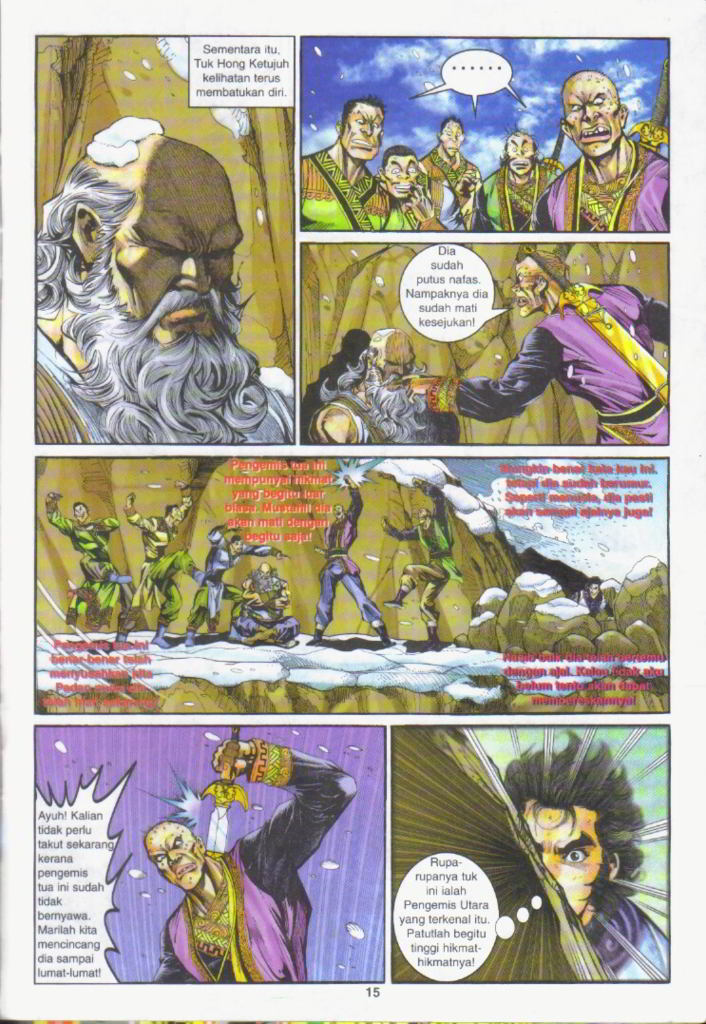 Sementara itu,
Tuk Hong Ketujuh
kelihatan terus
membatukan diri.
......
Dia
sudah
putus nafas.
Nampaknya dia
sudah mati
kesejukan!
Pengemis tua ini
mempunyai hikmat
yang begitu luar
biasa. Mustahil dia
akan mati dengan
begitu saja!
Mungkin benar kata kau ini,
tetapi dia sudah berumur.
Seperti manusia, dia pasti
akan sampai ajalnya juga!
Pengemis ini
benar-benar telah
menyusahkan kita
Nasib baik dia telah bertemu
dengan ajal. Kalau tidak aku
belum tentu akan dapat
membereskannya!
Ayuh! Kalian
tidak perlu
takut sekarang
kerana
pengemis
tua ini sudah
tidak
bernyawa.
Marilah kita
mencincang
dia sampai
lumat-lumat!
Rupa-
rupanya tuk
ini ialah
Pengemis Utara
yang terkenal itu.
Patutlah begitu
tinggi hikmat-
hikmatnya!
15